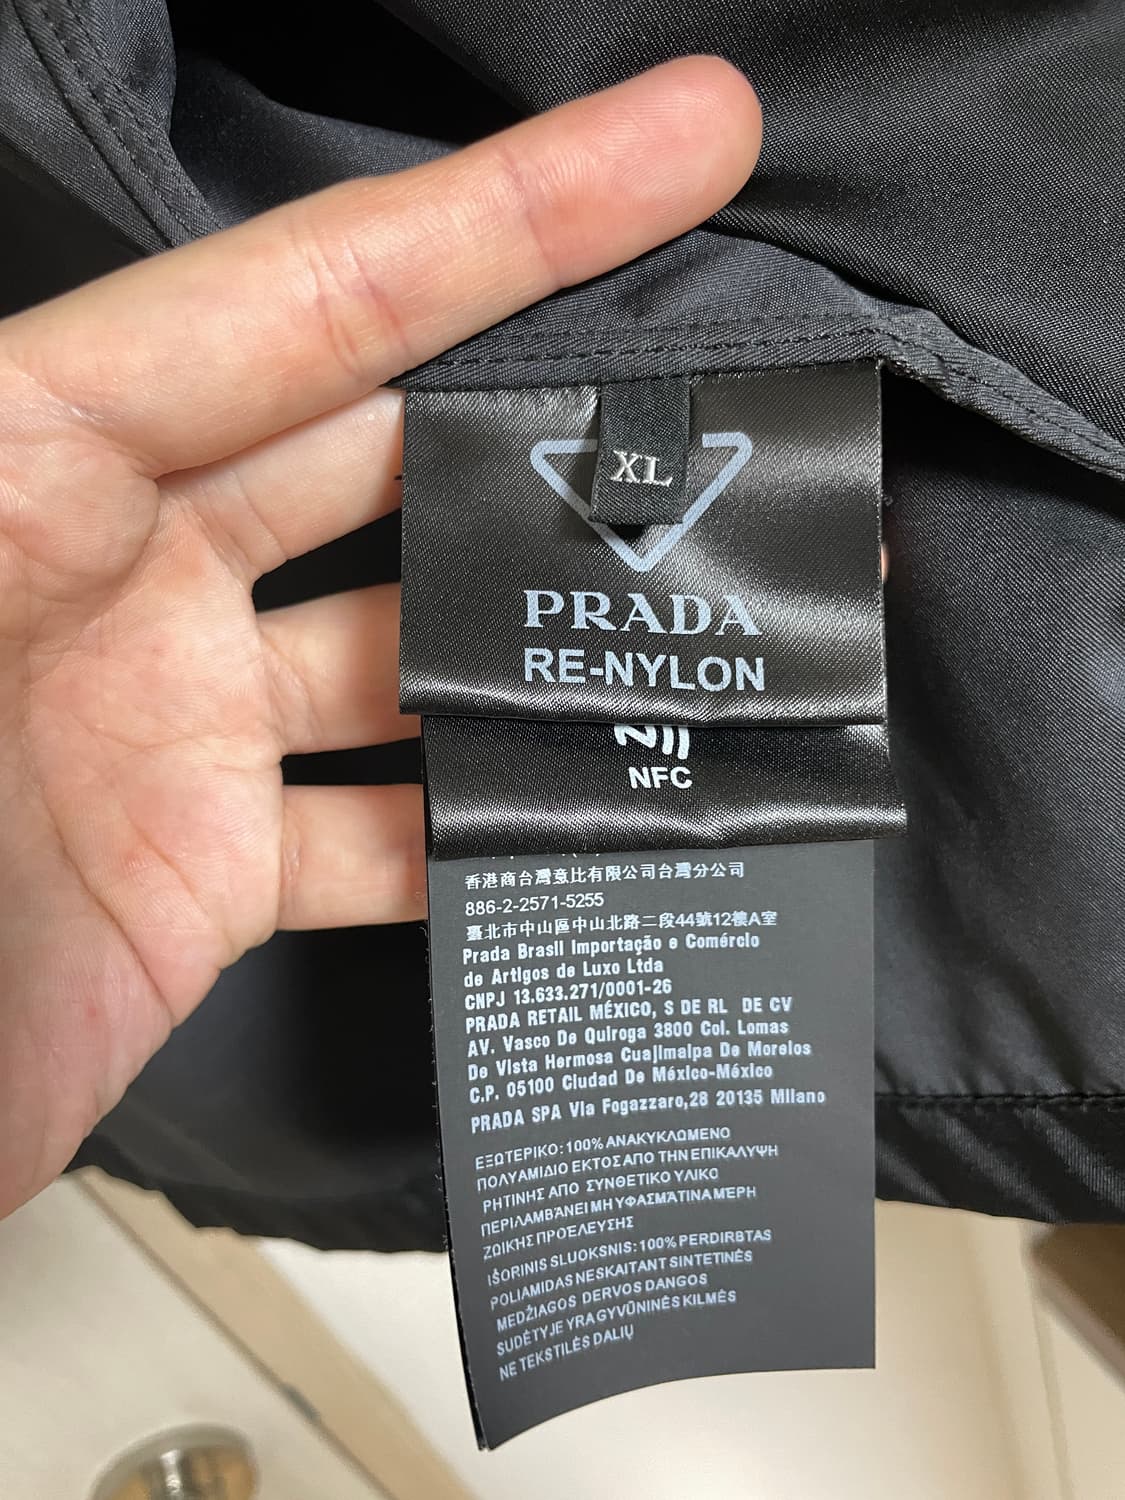 XL
PRADA
RE-NYLON
NFC
香港商台灣意比有限公司台灣分公司
886-2-2571-5255
臺北市中山區中山北路二段44號12樓A室
Prada Brasil Importação e Comércio
de Artigos de Luxo Ltda
CNPJ 13.633.271/0001-26
PRADA RETAIL MÉXICO, S DE RL DE CV
AV. Vasco De Quiroga 3800 Col. Lomas
De Vista Hermosa Cuajimalpa De Morelos
C.P. 05100 Ciudad De México-México
PRADA SPA Via Fogazzaro,28 20135 Milano
ΕΞΩΤΕΡΙΚΟ: 100% ΑΝΑΚΥΚΛΩΜΕΝΟ
ΠΟΛΥΑΜΙΔΙΟ ΕΚΤΟΣ ΑΠΟ ΤΗΝ ΕΠΙΚΑΛΥΨΗ
ΡΗΤΙΝΗΣ ΑΠΟ ΣΥΝΘΕΤΙΚΟ ΥΛΙΚΟ
ΠΕΡΙΛΑΜΒΆΝΕΙ ΜΗ ΥΦΑΣΜΆΤΙΝΑ ΜΈΡΗ
ΖΩΙΚΉΣ ΠΡΟΈΛΕΥΣΗΣ
IŠORINIS SLUOKSNIS: 100% PERDIRBTAS
POLIAMIDAS NESKAITANT SINTETINĖS
MEDŽIAGOS DERVOS DANGOS
SUDĖTYJE YRA GYVŪNINĖS KILMĖS
NE TEKSTILĖS DALIŲ